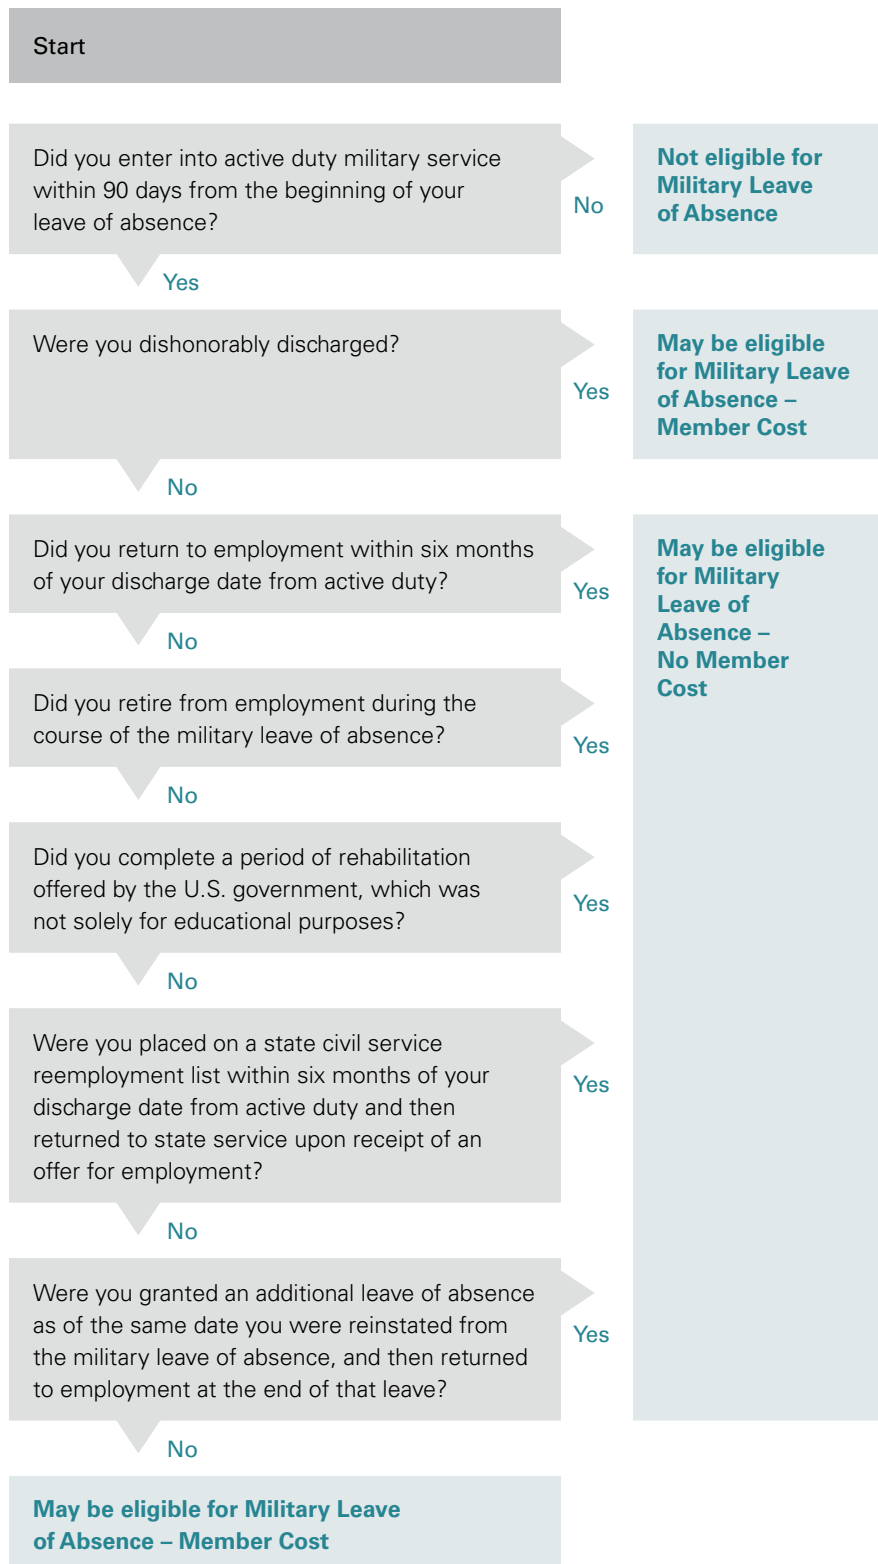 Start
Did you enter into active duty military service
within 90 days from the beginning of your
leave of absence?
No
Not eligible for
Military Leave
of Absence
Yes
Were you dishonorably discharged?
Yes
May be eligible
for Military Leave
of Absence –
Member Cost
No
Did you return to employment within six months
of your discharge date from active duty?
Yes
May be eligible
for Military
Leave of
Absence –
No Member
Cost
No
Did you retire from employment during the
course of the military leave of absence?
Yes
No
Did you complete a period of rehabilitation
offered by the U.S. government, which was
not solely for educational purposes?
Yes
No
Were you placed on a state civil service
reemployment list within six months of your
discharge date from active duty and then
returned to state service upon receipt of an
offer for employment?
Yes
No
Were you granted an additional leave of absence
as of the same date you were reinstated from
the military leave of absence, and then returned
to employment at the end of that leave?
Yes
No
May be eligible for Military Leave
of Absence – Member Cost